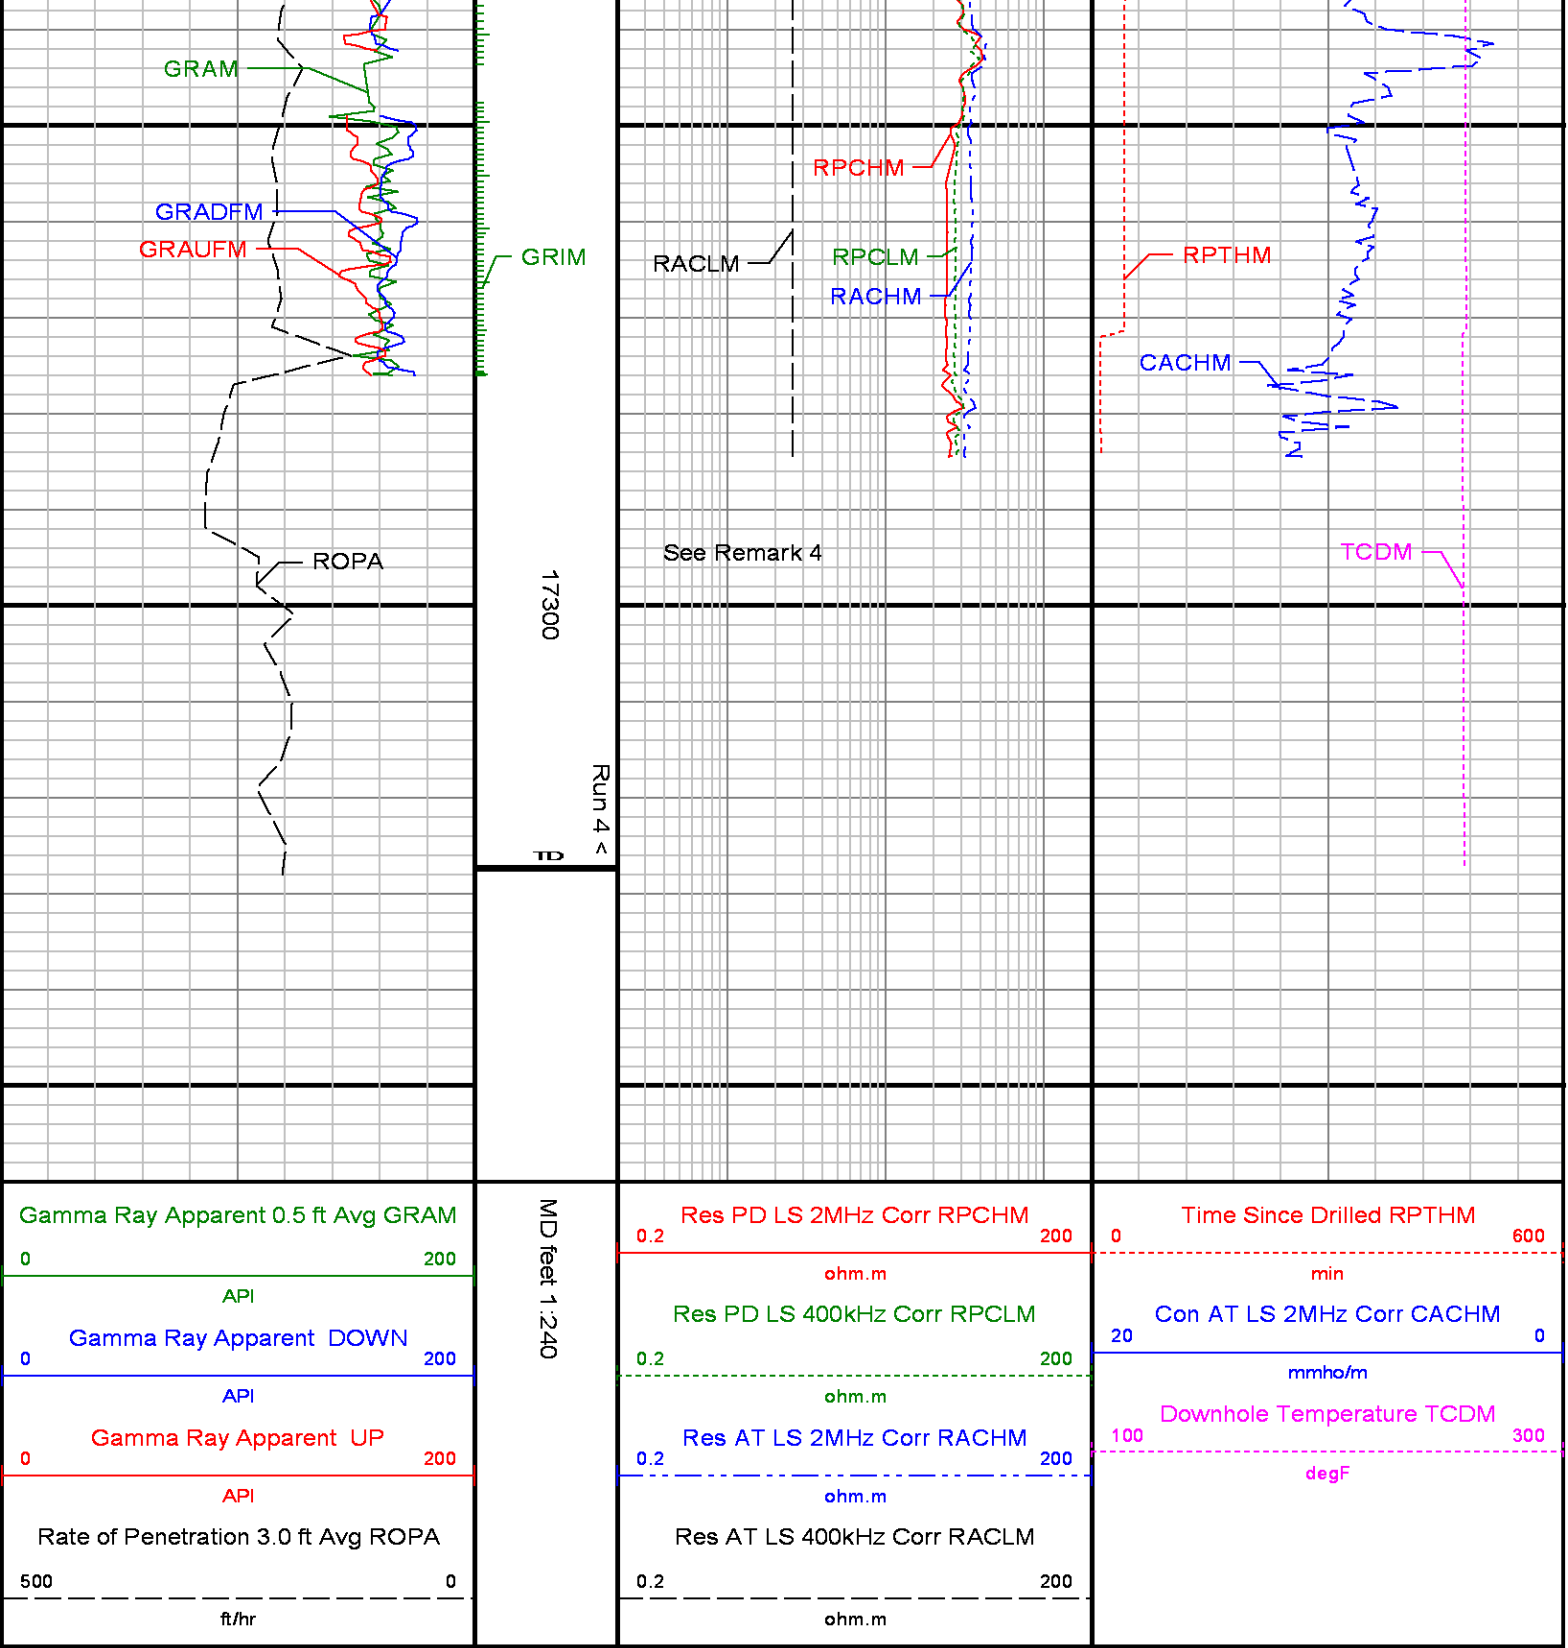 GRAM
GRADFM
GRAUFM
GRIM
ROPA
17300
Run 4 <
TD
RPCHM
RACLM
RPCLM
RACHM
See Remark 4
RPTHM
CACHM
TCDM
Gamma Ray Apparent 0.5 ft Avg GRAM
0 200
API
Gamma Ray Apparent DOWN
0 200
API
Gamma Ray Apparent UP
0 200
API
Rate of Penetration 3.0 ft Avg ROPA
500 0
ft/hr
MD feet 1:240
Res PD LS 2MHz Corr RPCHM
0.2 200
ohm.m
Res PD LS 400kHz Corr RPCLM
0.2 200
ohm.m
Res AT LS 2MHz Corr RACHM
0.2 200
ohm.m
Res AT LS 400kHz Corr RACLM
0.2 200
ohm.m
Time Since Drilled RPTHM
0 600
min
Con AT LS 2MHz Corr CACHM
20 0
mmho/m
Downhole Temperature TCDM
100 300
degF